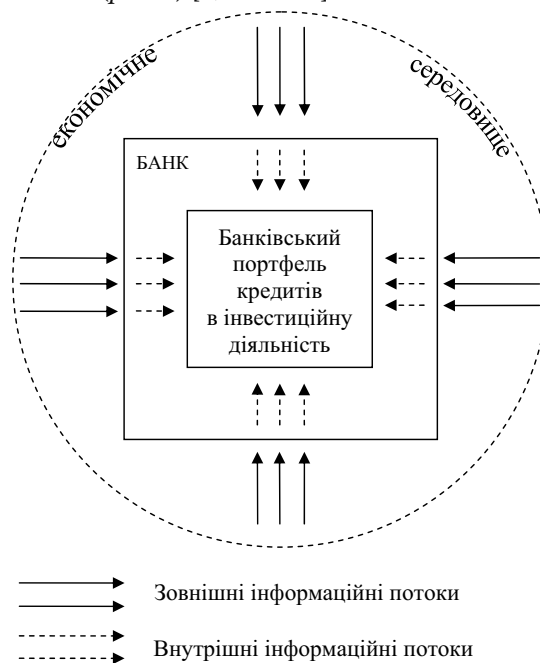 економічне
середовище
БАНК
Банківський
портфель
кредитів
в інвестиційну
діяльність
Зовнішні інформаційні потоки
Внутрішні інформаційні потоки